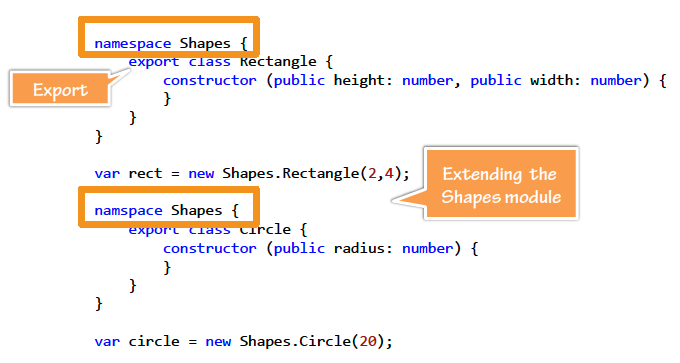 namespace Shapes {
export class Rectangle {
Export
constructor (public height: number, public width: number) {
}
}
}
var rect = new Shapes.Rectangle(2,4);
Extending the
Shapes module
namspace Shapes {
export class Circle {
constructor (public radius: number) {
}
}
}
var circle = new Shapes.Circle(20);